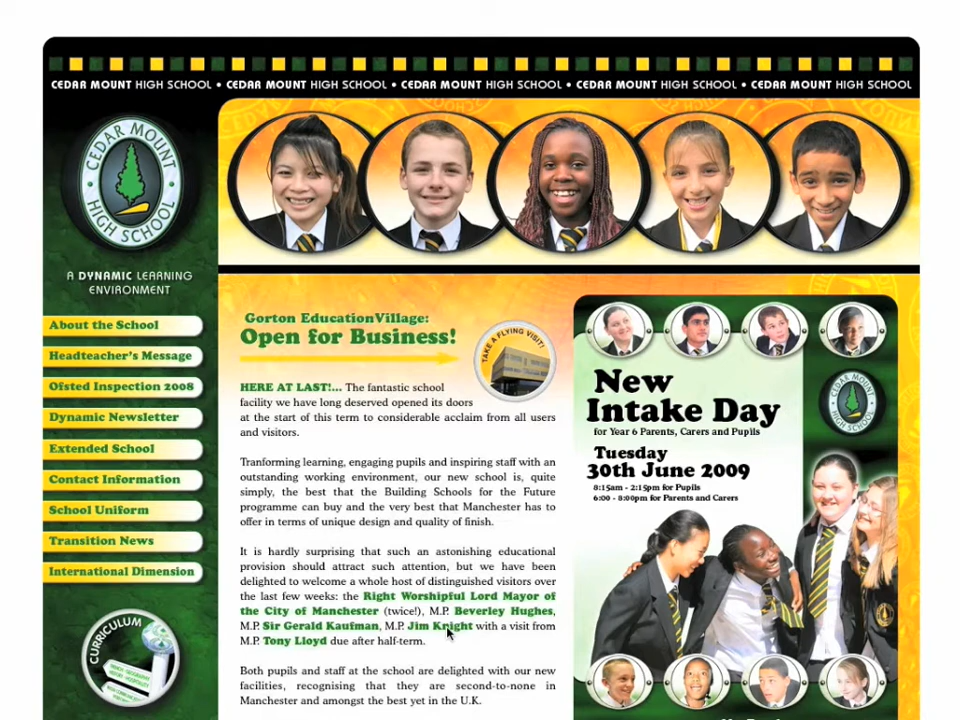 CEDAR MOUNT HIGH SCHOOL • CEDAR MOUNT HIGH SCHOOL • CEDAR MOUNT HIGH SCHOOL • CEDAR MOUNT HIGH SCHOOL • CEDAR MOUNT HIGH SCHOOL
CEDAR MOUNT
HIGH SCHOOL
A DYNAMIC LEARNING
ENVIRONMENT
About the School
Headteacher's Message
Ofsted Inspection 2008
Dynamic Newsletter
Extended School
Contact Information
School Uniform
Transition News
International Dimension
CURRICULUM
Gorton EducationVillage:
Open for Business!
TAKE A FLYING VISIT!
HERE AT LAST!... The fantastic school
facility we have long deserved opened its doors
at the start of this term to considerable acclaim from all users
and visitors.
Tranforming learning, engaging pupils and inspiring staff with an
outstanding working environment, our new school is, quite
simply, the best that the Building Schools for the Future
programme can buy and the very best that Manchester has to
offer in terms of unique design and quality of finish.
It is hardly surprising that such an astonishing educational
provision should attract such attention, but we have been
delighted to welcome a whole host of distinguished visitors over
the last few weeks: the Right Worshipful Lord Mayor of
the City of Manchester (twice!), M.P. Beverley Hughes,
M.P. Sir Gerald Kaufman, M.P. Jim Knight with a visit from
M.P. Tony Lloyd due after half-term.
Both pupils and staff at the school are delighted with our new
facilities, recognising that they are second-to-none in
Manchester and amongst the best yet in the U.K.
New
Intake Day
for Year 6 Parents, Carers and Pupils
Tuesday
30th June 2009
8:15am - 2:15pm for Pupils
6:00 - 8:00pm for Parents and Carers
CEDAR MOUNT
HIGH SCHOOL